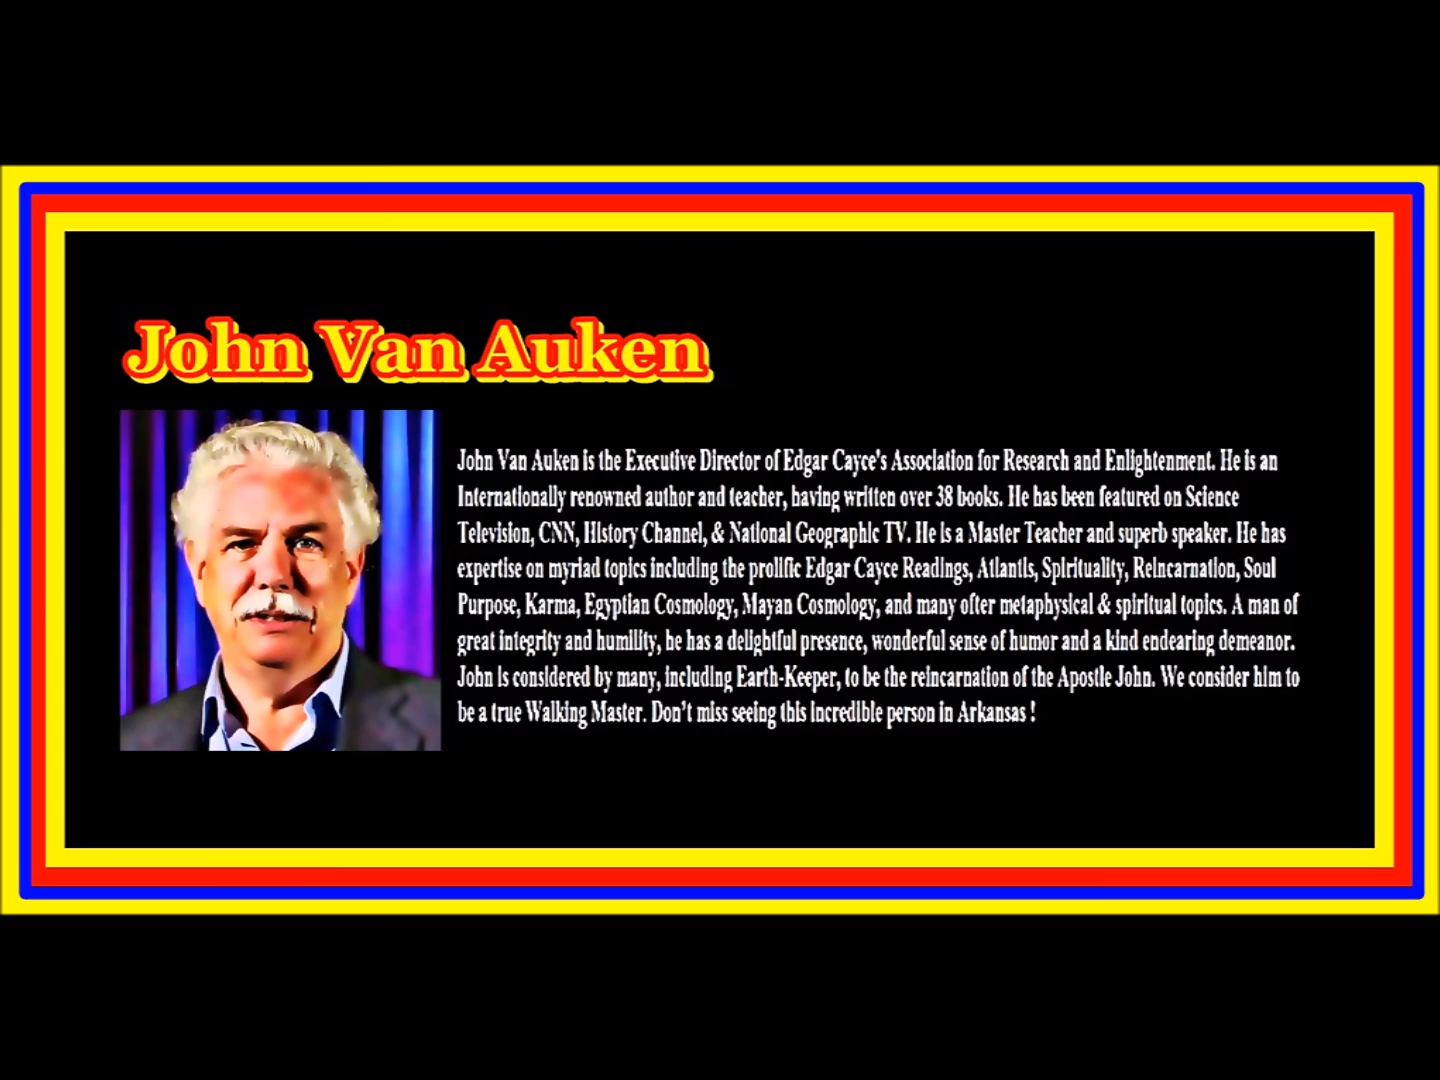 John Van Auken
John Van Auken is the Executive Director of Edgar Cayce's Association for Research and Enlightenment. He is an
Internationally renowned author and teacher, having written over 38 books. He has been featured on Science
Television, CNN, History Channel, & National Geographic TV. He is a Master Teacher and superb speaker. He has
expertise on myriad topics including the prolific Edgar Cayce Readings, Atlantis, Spirituality, Reincarnation, Soul
Purpose, Karma, Egyptian Cosmology, Mayan Cosmology, and many ofter metaphysical & spiritual topics. A man of
great integrity and humility, he has a delightful presence, wonderful sense of humor and a kind endearing demeanor.
John is considered by many, including Earth-Keeper, to be the reincarnation of the Apostle John. We consider him to
be a true Walking Master. Don't miss seeing this incredible person in Arkansas !